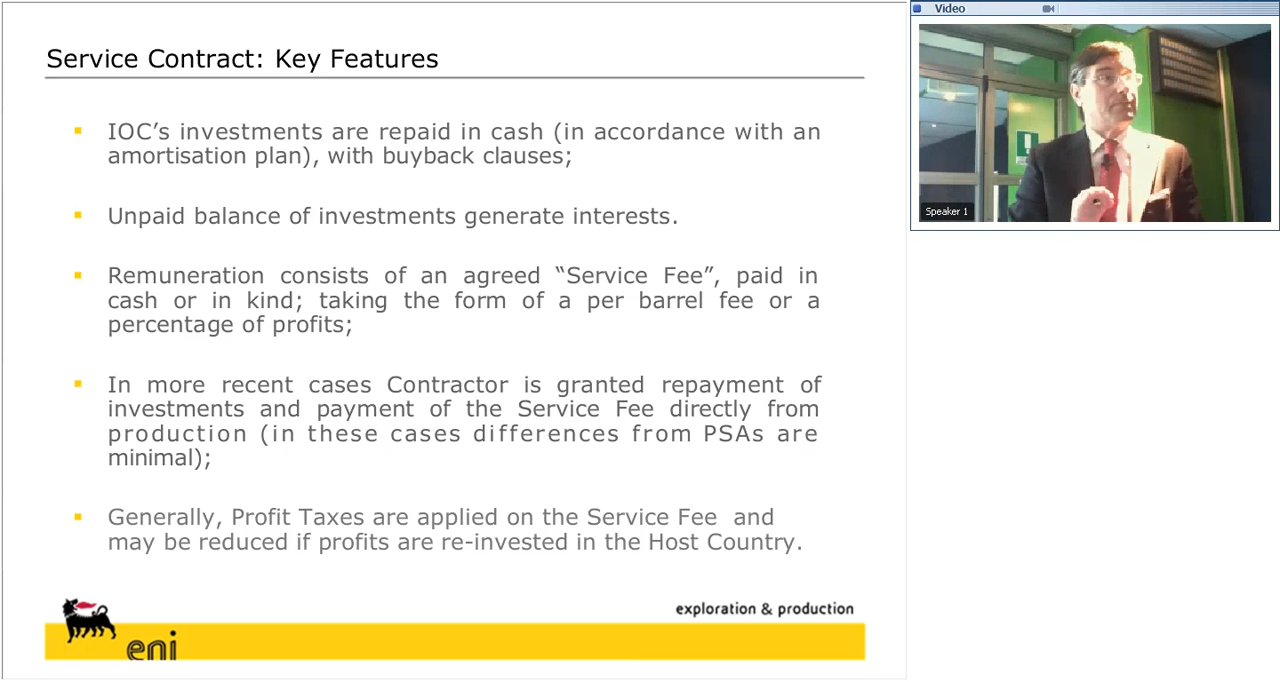 Service Contract: Key Features
IOC’s investments are repaid in cash (in accordance with an
amortisation plan), with buyback clauses;
Unpaid balance of investments generate interests.
Remuneration consists of an agreed “Service Fee”, paid in
cash or in kind; taking the form of a per barrel fee or a
percentage of profits;
In more recent cases Contractor is granted repayment of
investments and payment of the Service Fee directly from
production (in these cases differences from PSAs are
minimal);
Generally, Profit Taxes are applied on the Service Fee and
may be reduced if profits are re-invested in the Host Country.
exploration & production
eni
Video
Speaker 1